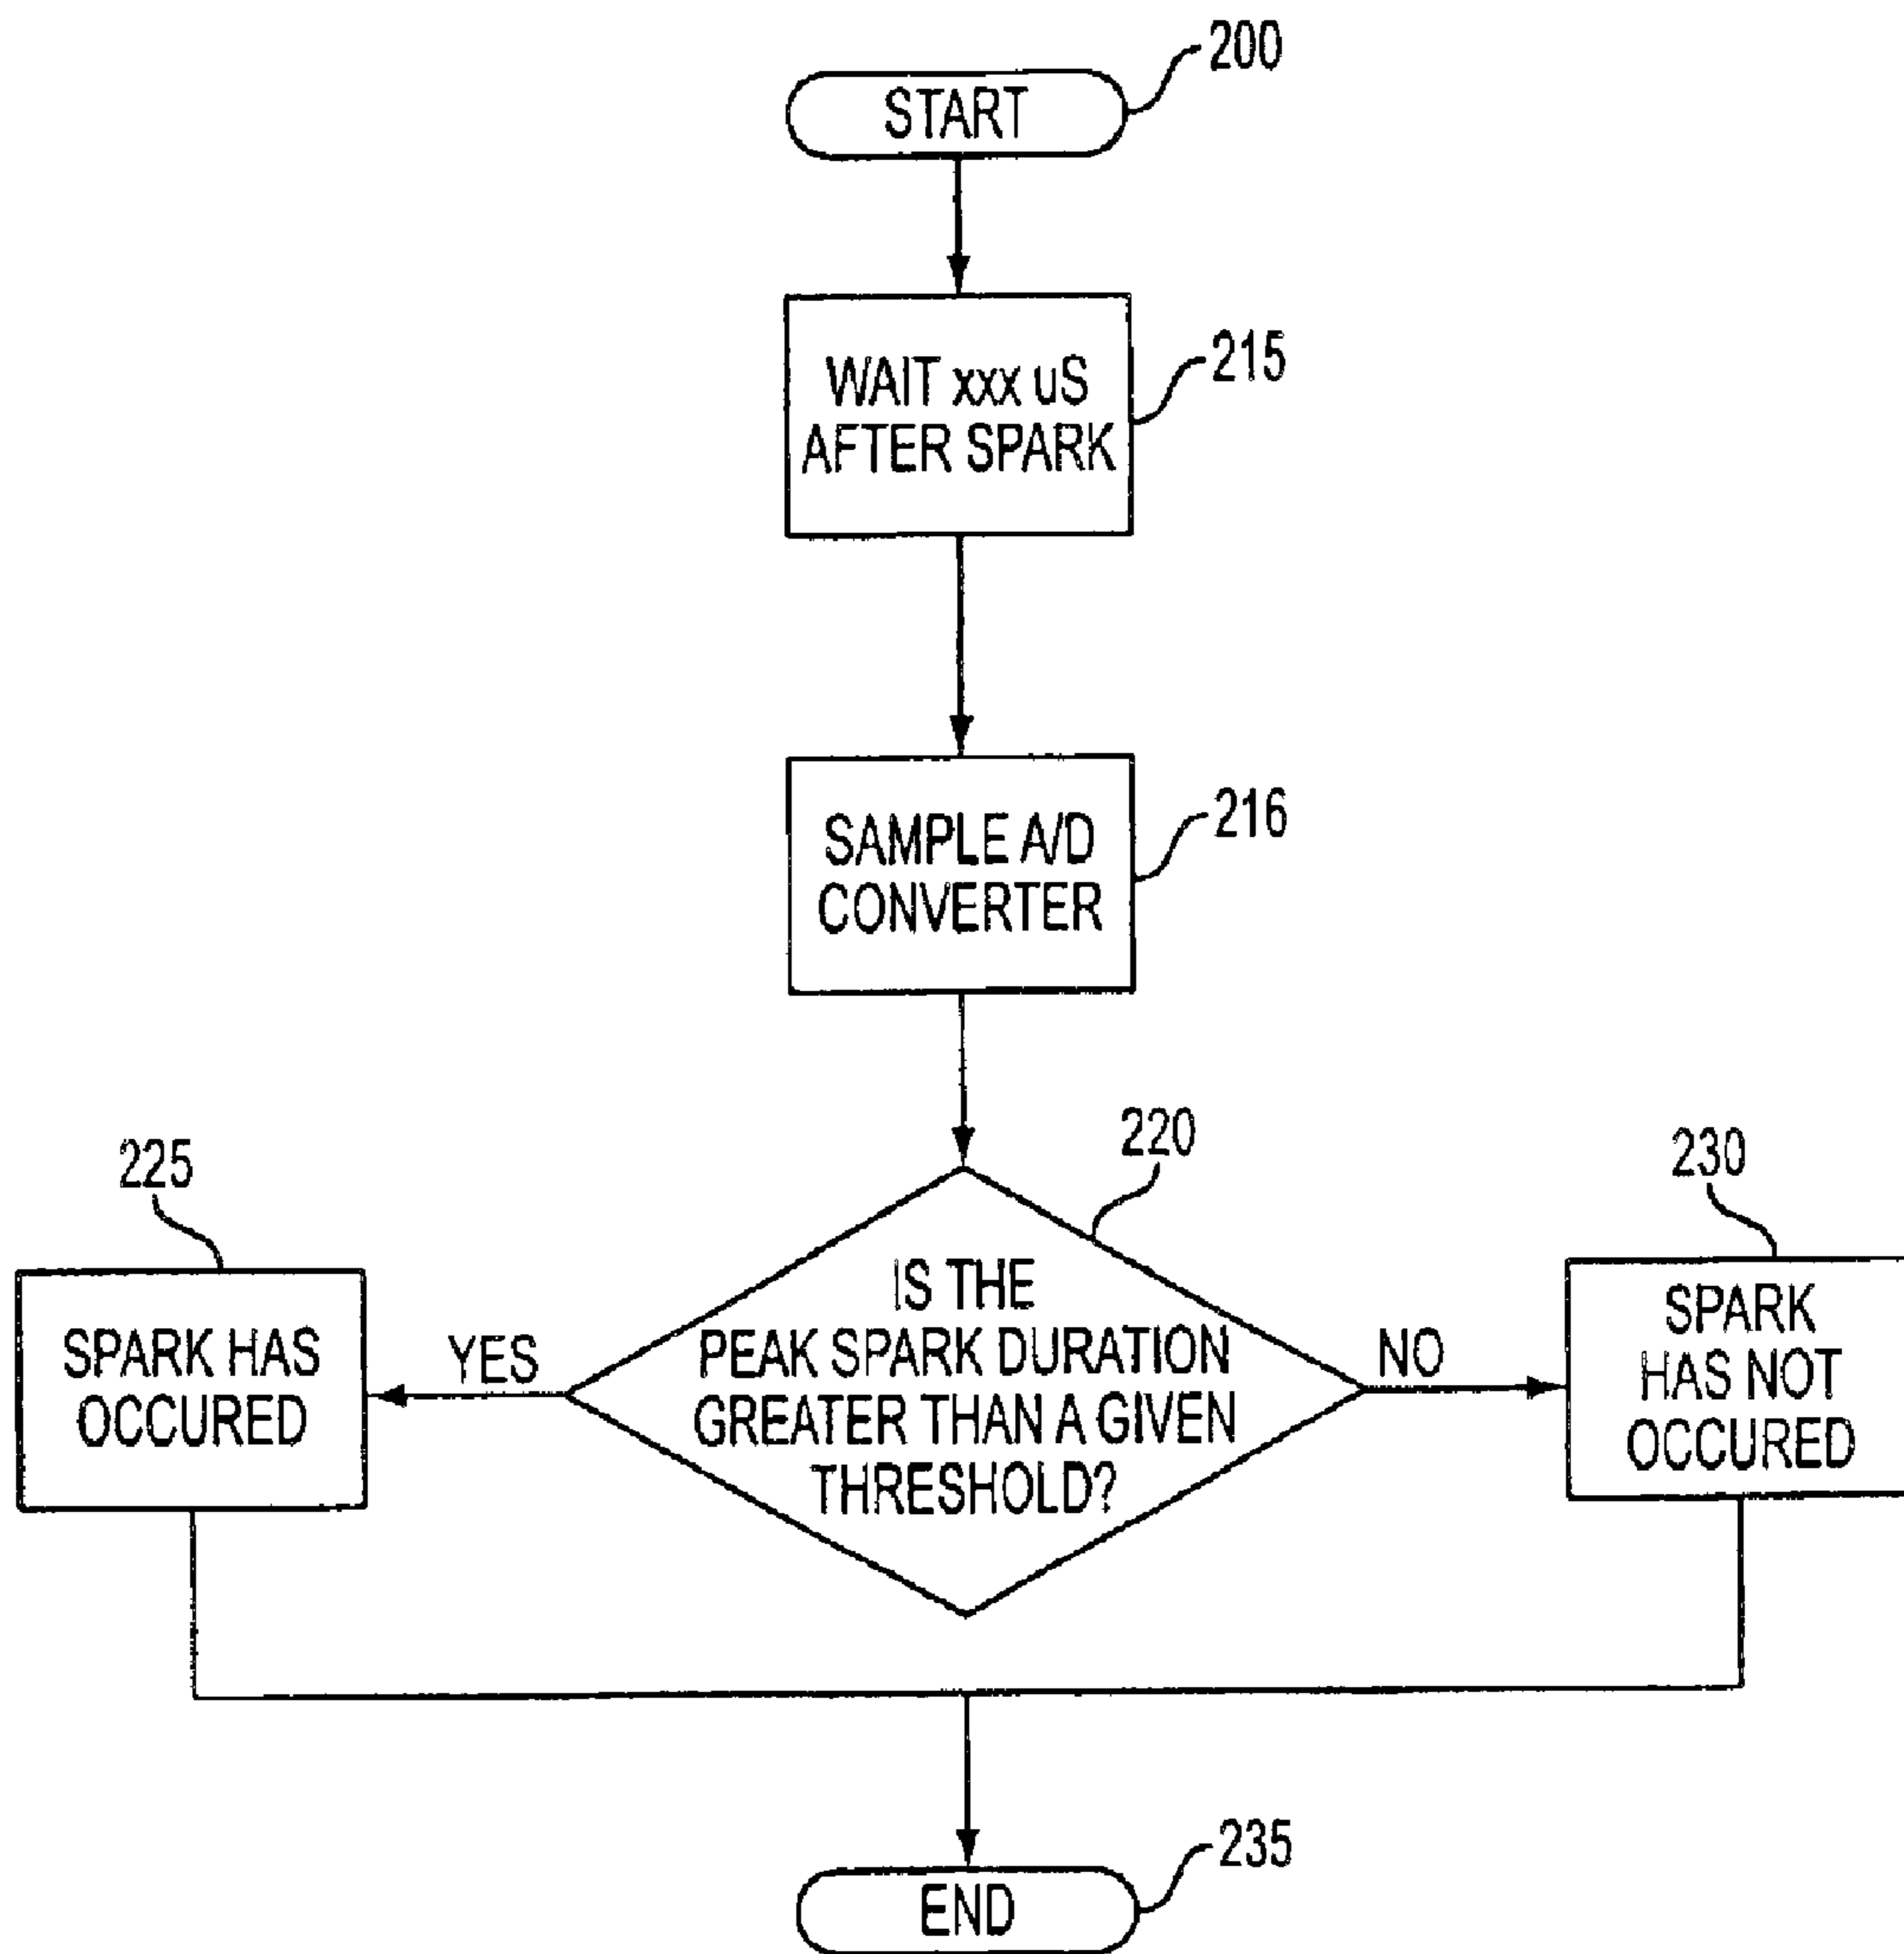 200
START
WAIT xxx uS
AFTER SPARK
215
SAMPLE A/D
CONVERTER
216
220
225
230
IS THE
PEAK SPARK DURATION
GREATER THAN A GIVEN
THRESHOLD?
YES
NO
SPARK HAS
OCCURED
SPARK
HAS NOT
OCCURED
235
END